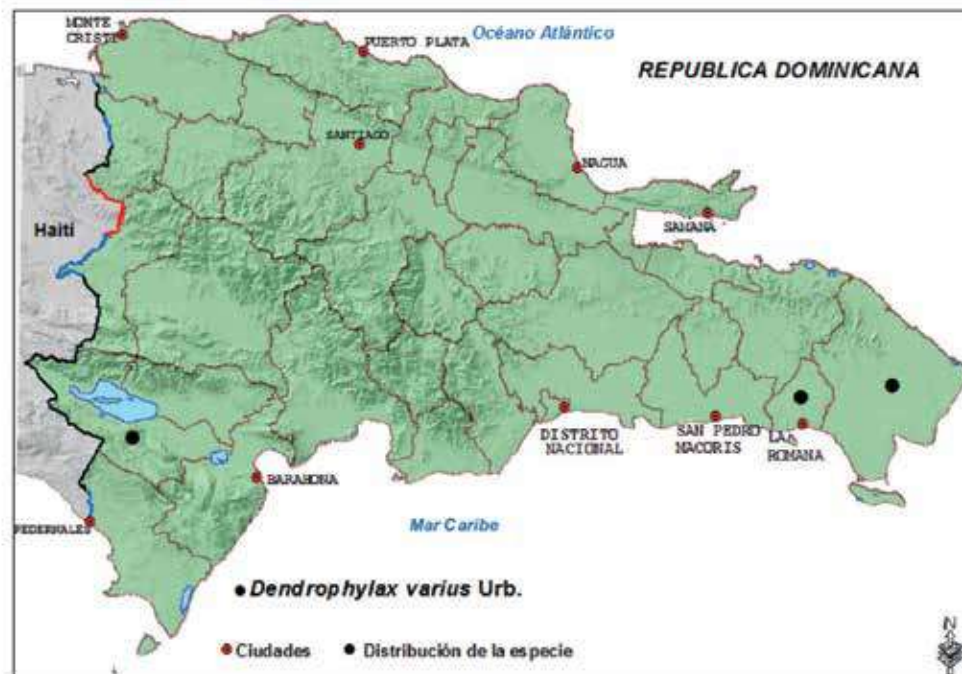 MONTE
CRISTI
PUERTO PLATA
Océano Atlántico
REPUBLICA DOMINICANA
SANTIAGO
NAGUA
SAMANA
Haití
DISTRITO
NACIONAL
SAN PEDRO
MACORIS
LA
ROMANA
BARAHONA
PEDERNALES
Mar Caribe
Dendrophylax varius Urb.
Ciudades
Distribución de la especie
N